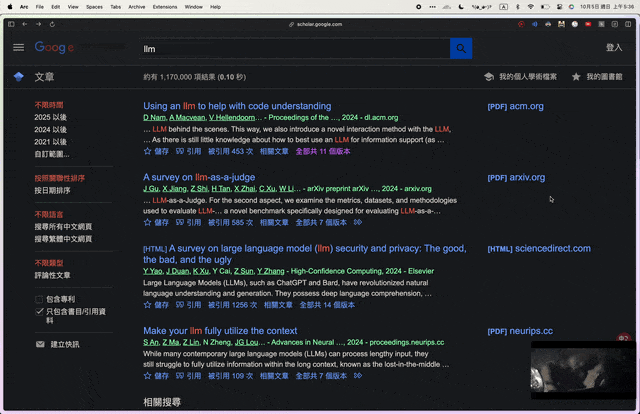 Arc File Edit View Spaces Tabs Archive Extensions Window Help
10月5日 週日 上午5:36
scholar.google.com
Google
llm
登入
文章
約有 1,170,000 項結果 (0.10 秒)
我的個人學術檔案
我的圖書館
不限時間
2025 以後
2024 以後
2021 以後
自訂範圍...
按照關聯性排序
按日期排序
不限語言
搜尋所有中文網頁
搜尋繁體中文網頁
不限類型
評論性文章
包含專利
只包含書目/引用資料
建立快訊
Using an llm to help with code understanding
D Nam, A Macvean, V Hellendoorn... - Proceedings of the ..., 2024 - dl.acm.org
... LLM behind the scenes. This way, we also introduce a novel interaction method with the LLM,
... As there is still little knowledge about how to best use an LLM for information support (as ...
儲存 引用 被引用 453 次 相關文章 全部共 11 個版本
[PDF] acm.org
A survey on llm-as-a-judge
J Gu, X Jiang, Z Shi, H Tan, X Zhai, C Xu, W Li... - arXiv preprint arXiv ..., 2024 - arxiv.org
... LLM-as-a-Judge. For the second aspect, we examine the metrics, datasets, and methodologies
used to evaluate LLM-... a novel benchmark specifically designed for evaluating LLM-as-a-...
儲存 引用 被引用 585 次 相關文章 全部共 7 個版本
[PDF] arxiv.org
[HTML] A survey on large language model (llm) security and privacy: The good,
the bad, and the ugly
Y Yao, J Duan, K Xu, Y Cai, Z Sun, Y Zhang - High-Confidence Computing, 2024 - Elsevier
Large Language Models (LLMs), such as ChatGPT and Bard, have revolutionized natural
language understanding and generation. They possess deep language comprehension, ...
儲存 引用 被引用 1256 次 相關文章 全部共 14 個版本
[HTML] sciencedirect.com
Make your llm fully utilize the context
S An, Z Ma, Z Lin, N Zheng, JG Lou... - Advances in Neural ..., 2024 - proceedings.neurips.cc
While many contemporary large language models (LLMs) can process lengthy input, they
still struggle to fully utilize information within the long context, known as the lost-in-the-middle ...
儲存 引用 被引用 109 次 相關文章 全部共 7 個版本
[PDF] neurips.cc
相關搜尋